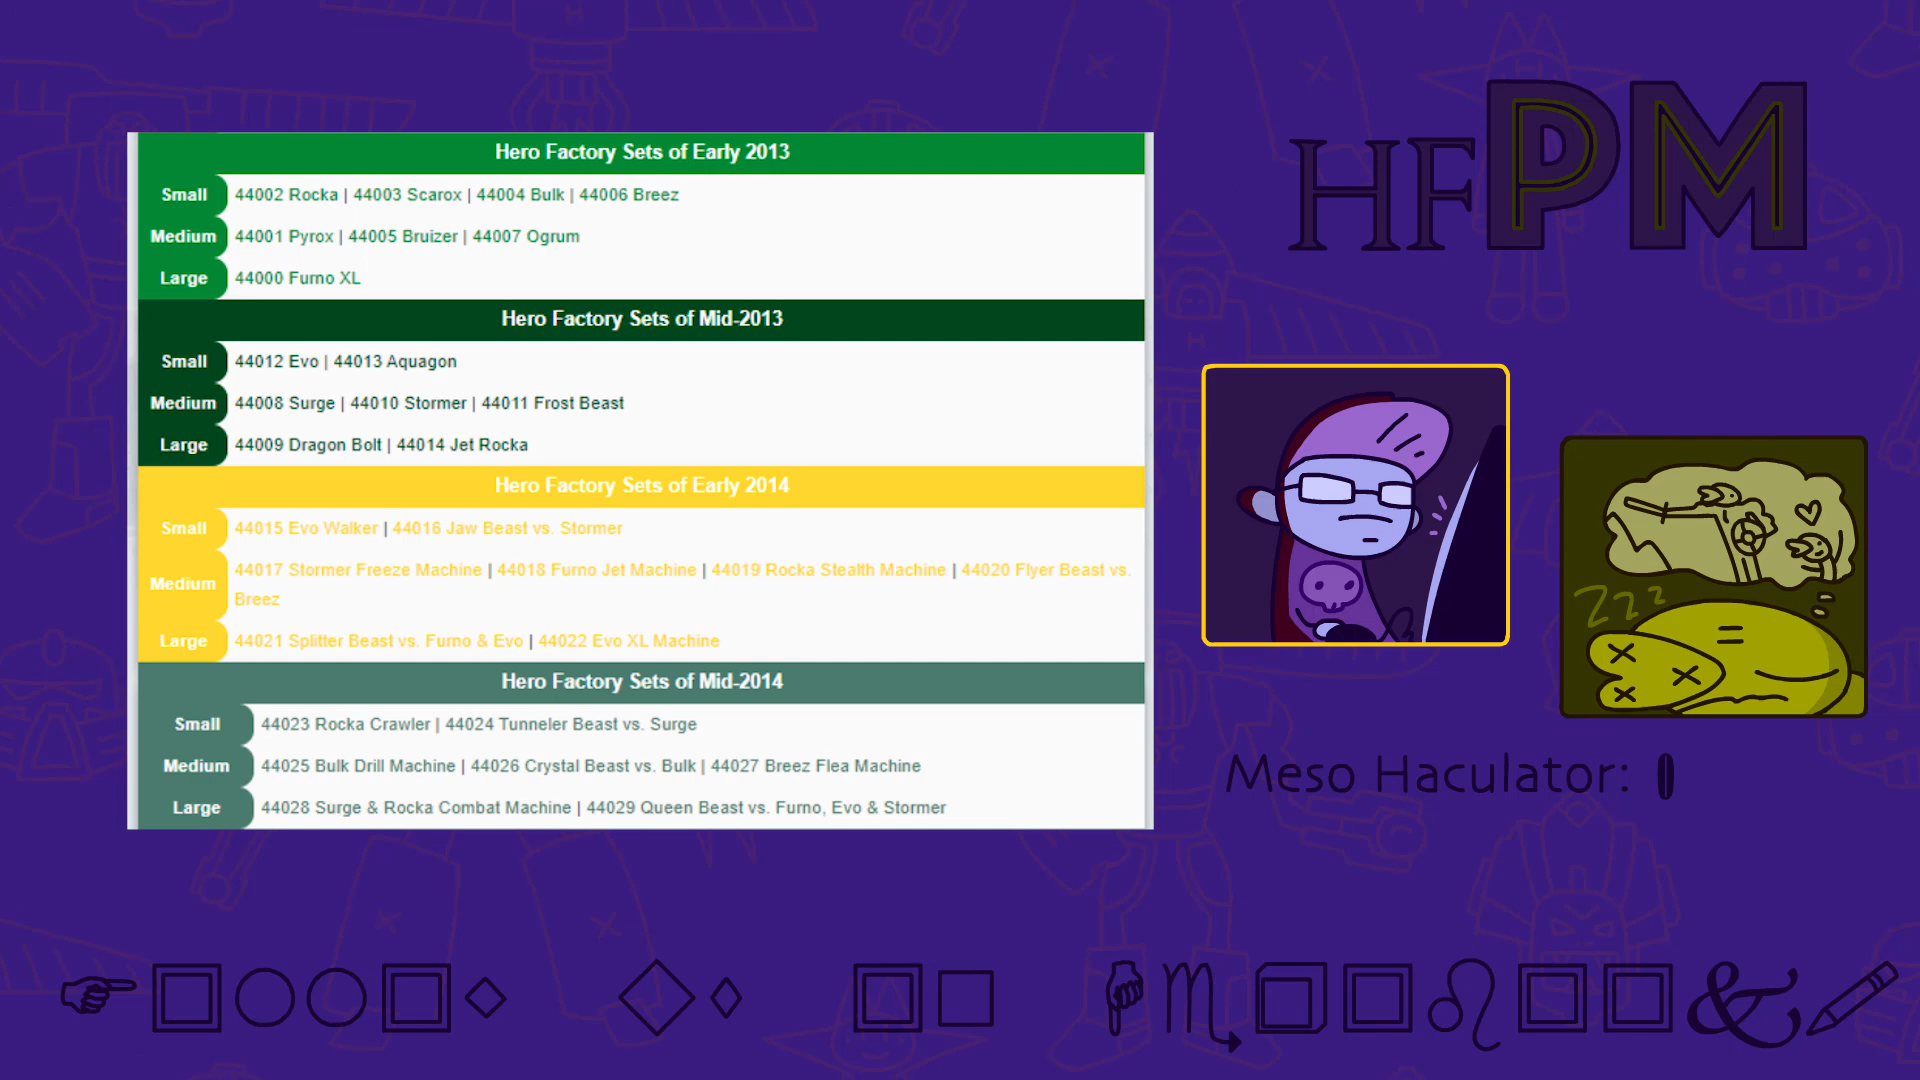 Hero Factory Sets of Early 2013
Small 44002 Rocka | 44003 Scarox | 44004 Bulk | 44006 Breez
Medium 44001 Pyrox | 44005 Bruizer | 44007 Ogrum
Large 44000 Furno XL
Hero Factory Sets of Mid-2013
Small 44012 Evo | 44013 Aquagon
Medium 44008 Surge | 44010 Stormer | 44011 Frost Beast
Large 44009 Dragon Bolt | 44014 Jet Rocka
Hero Factory Sets of Early 2014
Small 44015 Evo Walker | 44016 Jaw Beast vs. Stormer
Medium 44017 Stormer Freeze Machine | 44018 Furno Jet Machine | 44019 Rocka Stealth Machine | 44020 Flyer Beast vs.
Breez
Large 44021 Splitter Beast vs. Furno & Evo | 44022 Evo XL Machine
Hero Factory Sets of Mid-2014
Small 44023 Rocka Crawler | 44024 Tunneler Beast vs. Surge
Medium 44025 Bulk Drill Machine | 44026 Crystal Beast vs. Bulk | 44027 Breez Flea Machine
Large 44028 Surge & Rocka Combat Machine | 44029 Queen Beast vs. Furno, Evo & Stormer
HFPM
Zzz
Meso Haculator: 0